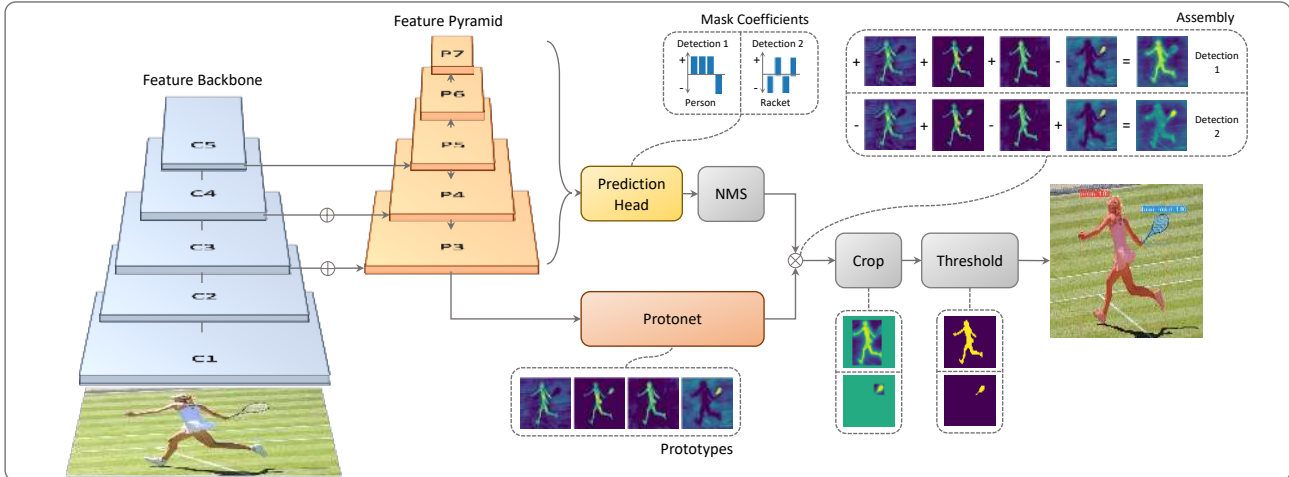 Feature Backbone
C5
C4
C3
C2
C1
Feature Pyramid
P7
P6
P5
P4
P3
Mask Coefficients
Detection 1
+
-
Person
Detection 2
+
-
Racket
Prediction
Head
NMS
Protonet
Prototypes
Assembly
+ + + - = Detection
1
- + - + = Detection
2
Crop
Threshold